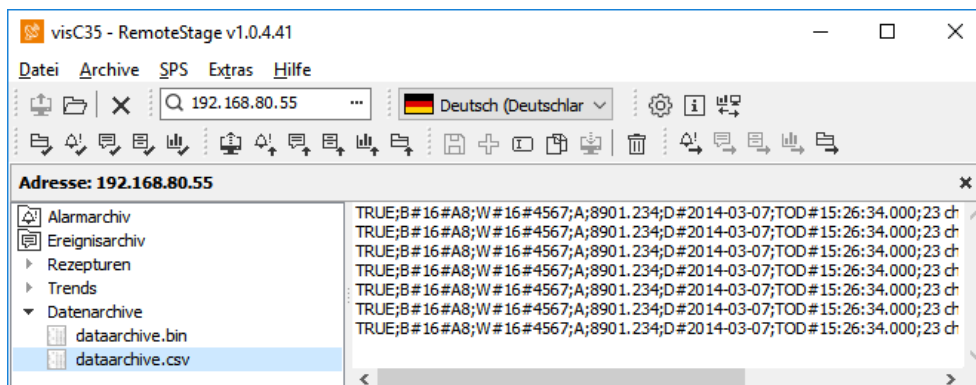 visC35 - RemoteStage v1.0.4.41
Datei Archive SPS Extras Hilfe
192.168.80.55 ... Deutsch (Deutschlar
Adresse: 192.168.80.55
Alarmarchiv
Ereignisarchiv
Rezepturen
Trends
Datenarchive
dataarchive.bin
dataarchive.csv
TRUE;B#16#A8;W#16#4567;A;8901.234;D#2014-03-07;TOD#15:26:34.000;23 ch
TRUE;B#16#A8;W#16#4567;A;8901.234;D#2014-03-07;TOD#15:26:34.000;23 ch
TRUE;B#16#A8;W#16#4567;A;8901.234;D#2014-03-07;TOD#15:26:34.000;23 ch
TRUE;B#16#A8;W#16#4567;A;8901.234;D#2014-03-07;TOD#15:26:34.000;23 ch
TRUE;B#16#A8;W#16#4567;A;8901.234;D#2014-03-07;TOD#15:26:34.000;23 ch
TRUE;B#16#A8;W#16#4567;A;8901.234;D#2014-03-07;TOD#15:26:34.000;23 ch
TRUE;B#16#A8;W#16#4567;A;8901.234;D#2014-03-07;TOD#15:26:34.000;23 ch